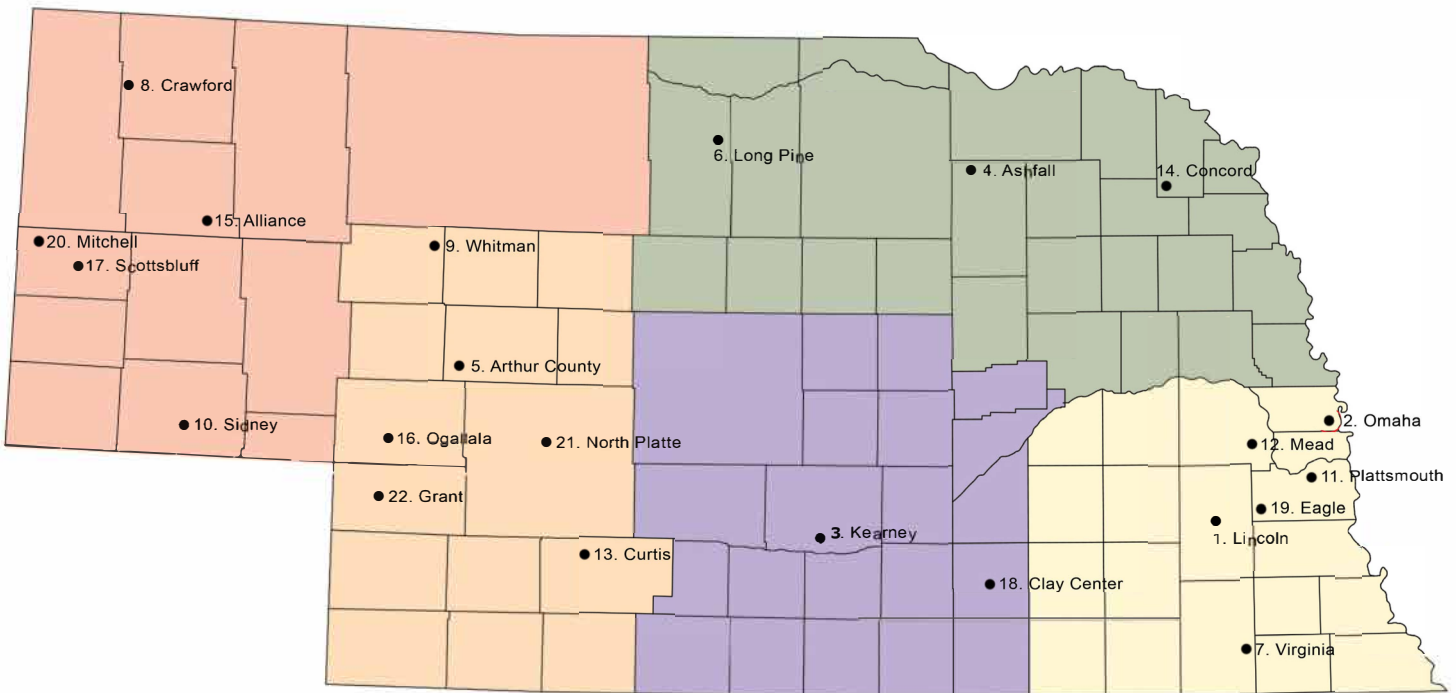 8. Crawford
6. Long Pine
4. Ashfall
14. Concord
15. Alliance
20. Mitchell
9. Whitman
17. Scottsbluff
5. Arthur County
10. Sidney
16. Ogallala
21. North Platte
2. Omaha
12. Mead
11. Plattsmouth
22. Grant
19. Eagle
3. Kearney
1. Lincoln
13. Curtis
18. Clay Center
7. Virginia